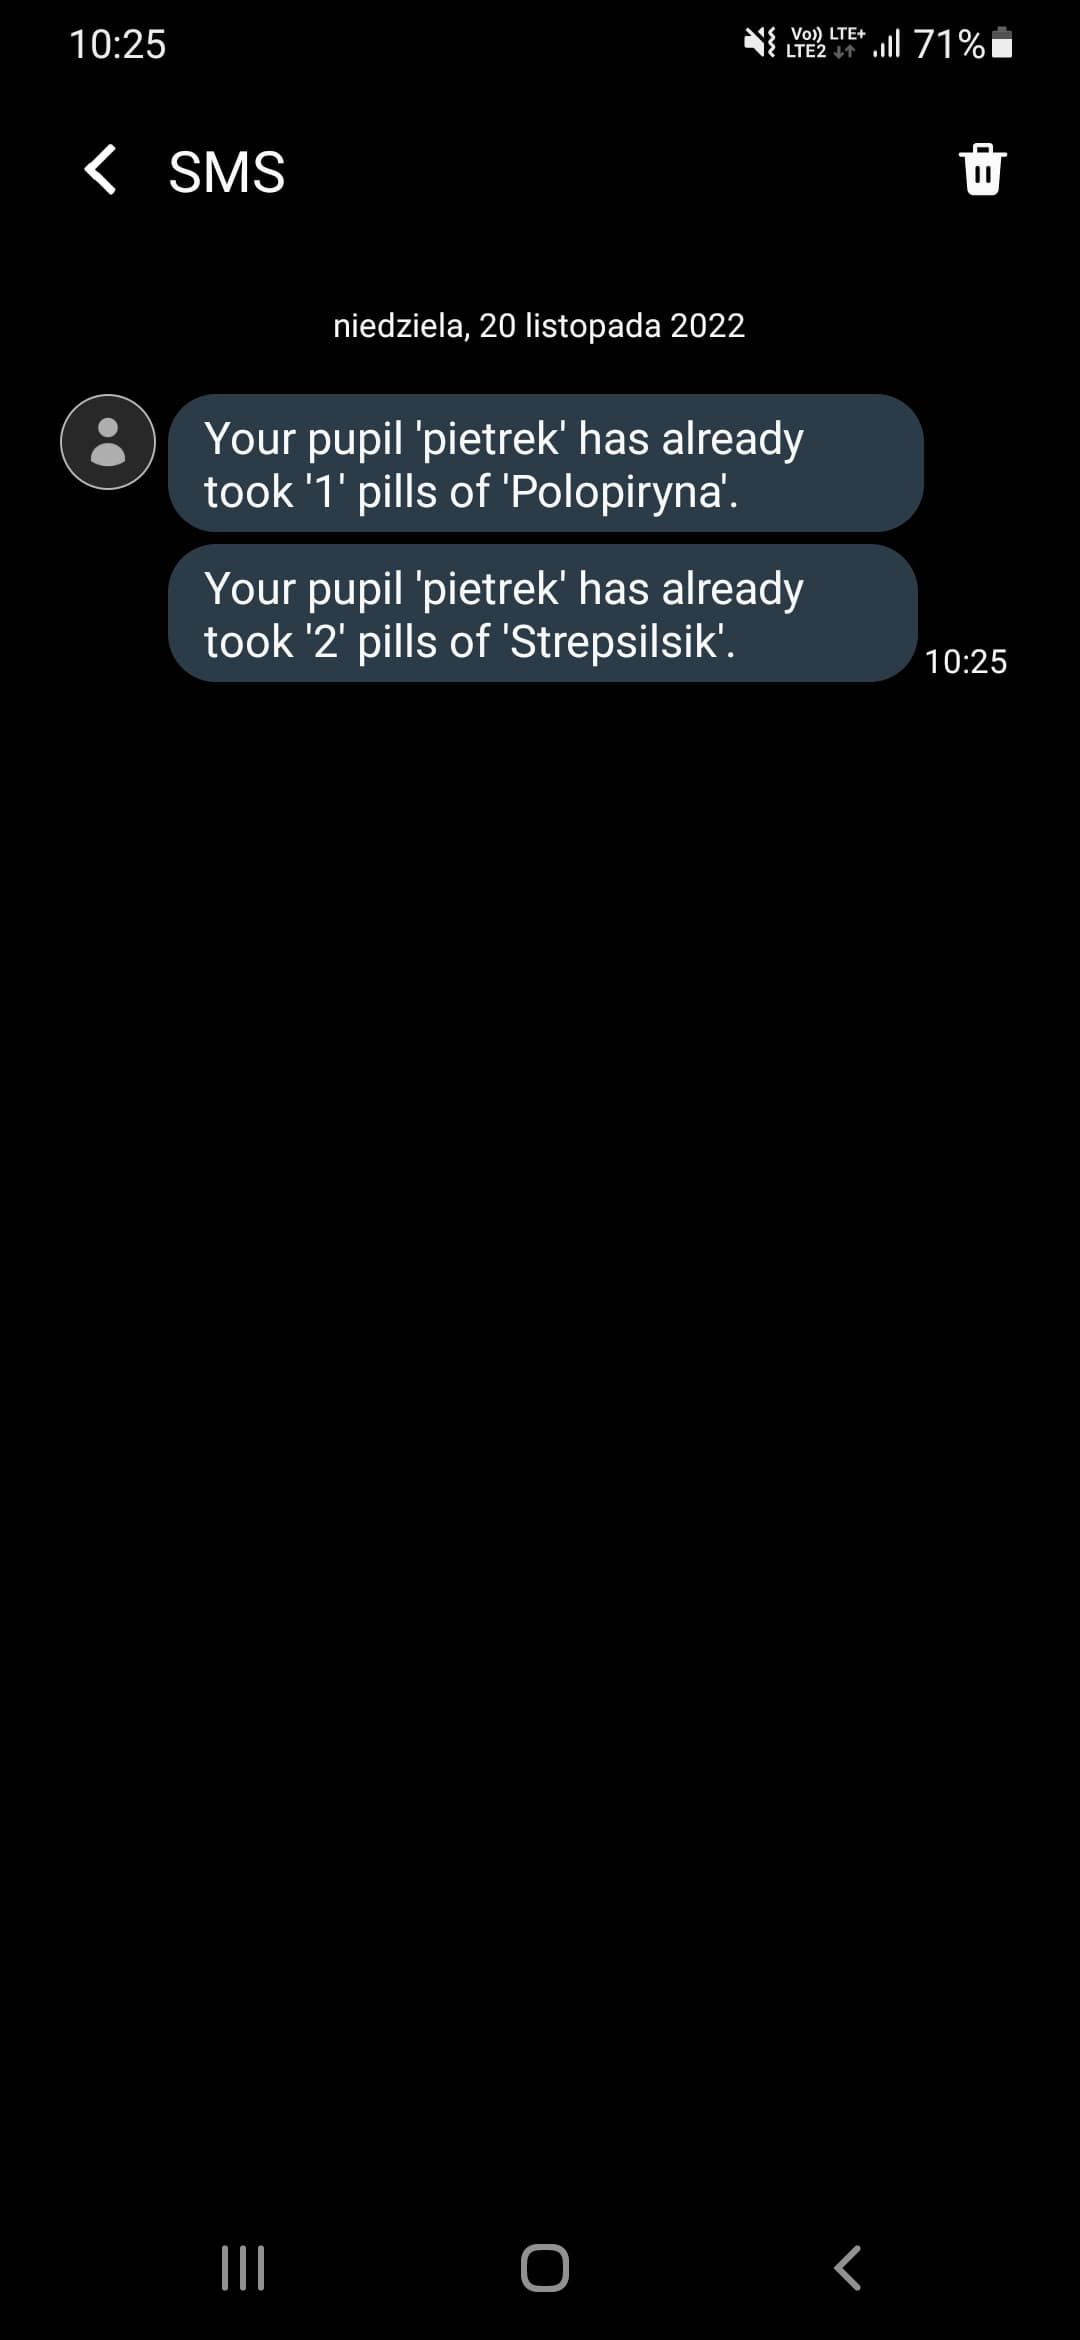 10:25
Vo)) LTE+
LTE2
71%
SMS
niedziela, 20 listopada 2022
Your pupil 'pietrek' has already
took '1' pills of 'Polopiryna'.
Your pupil 'pietrek' has already
took '2' pills of 'Strepsilsik'.
10:25